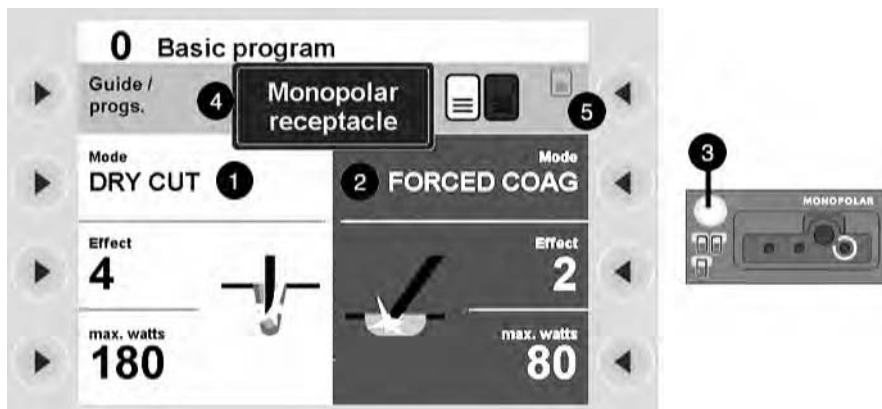 0 Basic program
Guide /
progs.
4
Monopolar
receptacle
5
Mode
DRY CUT 1
Mode
2 FORCED COAG
Effect
4
Effect
2
max. watts
180
max. watts
80
3
MONOPOLAR